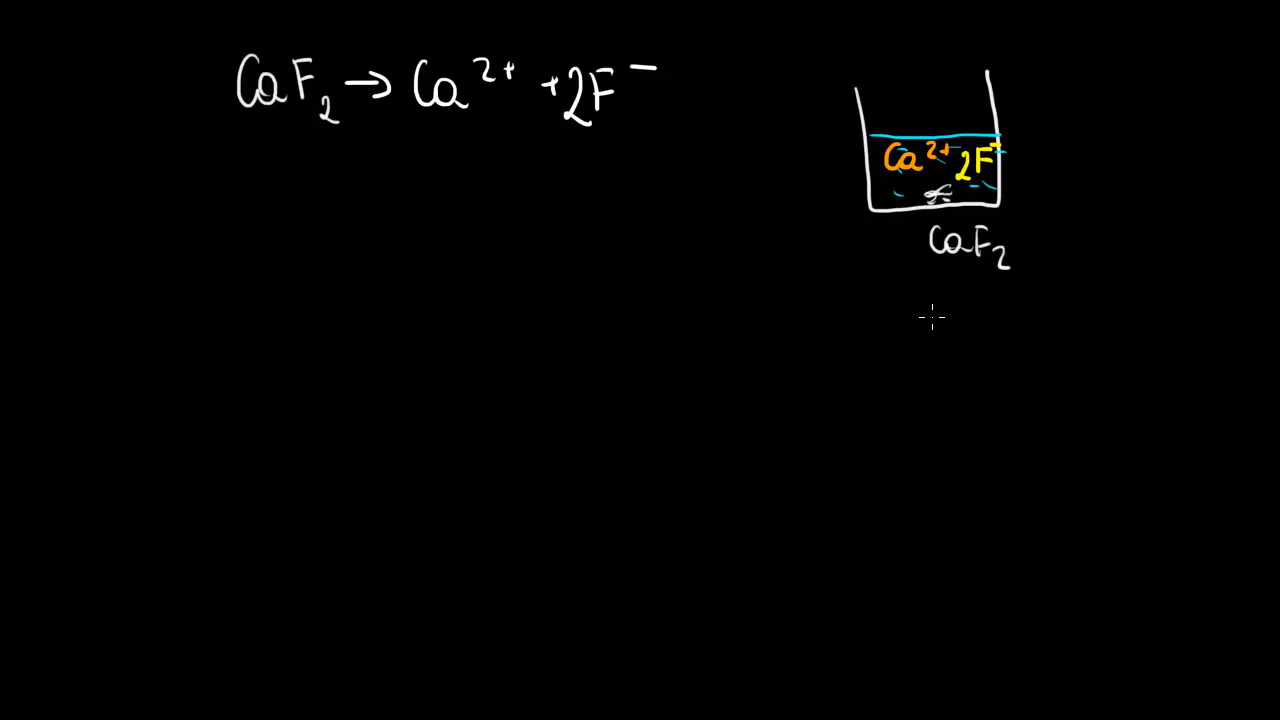 CaF₂ → Ca²⁺ + 2F⁻
Ca²⁺ 2F⁻
CaF₂